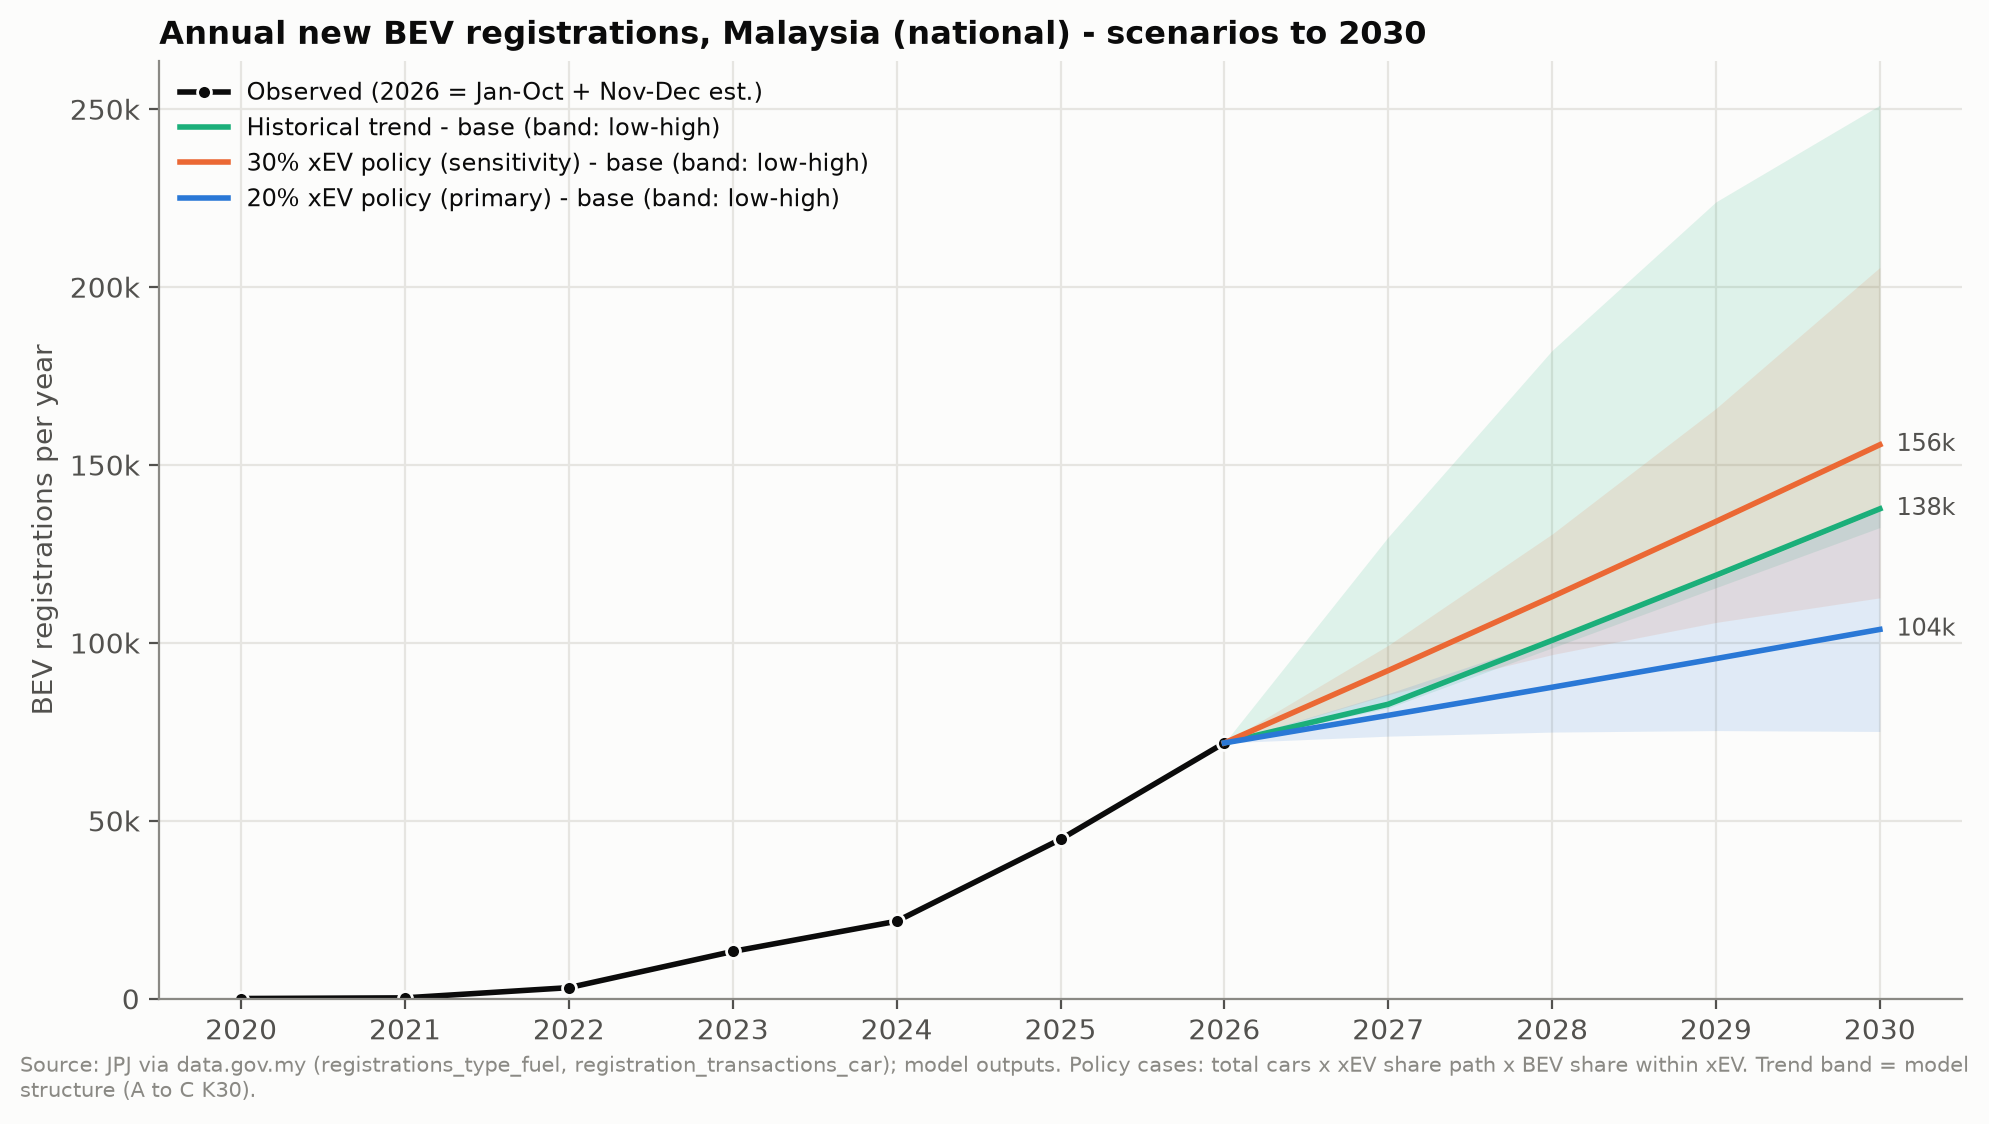 Annual new BEV registrations, Malaysia (national) - scenarios to 2030
Observed (2026 = Jan-Oct + Nov-Dec est.)
Historical trend - base (band: low-high)
30% xEV policy (sensitivity) - base (band: low-high)
20% xEV policy (primary) - base (band: low-high)
BEV registrations per year
250k
200k
150k
100k
50k
0
156k
138k
104k
2020 2021 2022 2023 2024 2025 2026 2027 2028 2029 2030
Source: JPJ via data.gov.my (registrations_type_fuel, registration_transactions_car); model outputs. Policy cases: total cars x xEV share path x BEV share within xEV. Trend band = model
structure (A to C K30).